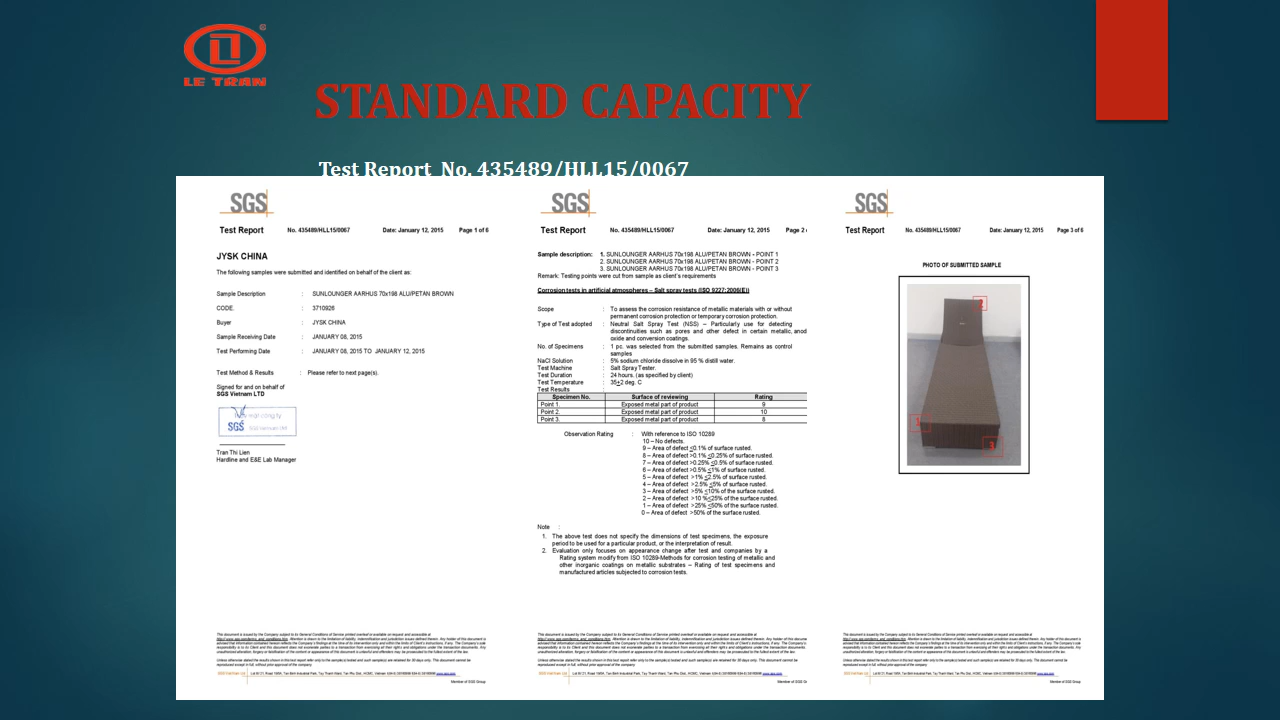 LE TRAN
®
STANDARD CAPACITY
Test Report No. 435489/HLL15/0067
SGS
Test Report No. 435489/HLL15/0067 Date: January 12, 2015 Page 1 of 6
JYSK CHINA
The following samples were submitted and identified on behalf of the client as:
Sample Description : SUNLOUNGER AARHUS 70x198 ALU/PETAN BROWN
CODE. : 3710926
Buyer : JYSK CHINA
Sample Receiving Date : JANUARY 08, 2015
Test Performing Date : JANUARY 08, 2015 TO JANUARY 12, 2015
Test Method & Results : Please refer to next page(s).
Signed for and on behalf of
SGS Vietnam LTD
SGS
Tran Thi Lien
Hardline and E&E Lab Manager
Member of SGS Group
SGS
Test Report No. 435489/HLL15/0067 Date: January 12, 2015 Page 2
Sample description: 1. SUNLOUNGER AARHUS 70x198 ALU/PETAN BROWN - POINT 1
2. SUNLOUNGER AARHUS 70x198 ALU/PETAN BROWN - POINT 2
3. SUNLOUNGER AARHUS 70x198 ALU/PETAN BROWN - POINT 3
Remark: Testing points were cut from sample as client's requirements
Corrosion tests in artificial atmospheres – Salt spray tests (ISO 9227:2006(E))
Scope : To assess the corrosion resistance of metallic materials with or without
permanent corrosion protection or temporary corrosion protection.
Type of Test adopted : Neutral Salt Spray Test (NSS) – Particularly use for detecting
discontinuities such as pores and other defect in certain metallic, anod
oxide and conversion coatings.
No. of Specimens : 1 pc. was selected from the submitted samples. Remains as control
samples
NaCl Solution : 5% sodium chloride dissolve in 95 % distill water.
Test Machine : Salt Spray Tester.
Test Duration : 24 hours. (as specified by client)
Test Temperature : 35±2 deg. C
Test Results :
Specimen No. Surface of reviewing Rating
Point 1. Exposed metal part of product 9
Point 2. Exposed metal part of product 10
Point 3. Exposed metal part of product 8
Observation Rating : With reference to ISO 10289
10 – No defects.
9 – Area of defect ≤0.1% of surface rusted.
8 – Area of defect >0.1% ≤0.25% of surface rusted.
7 – Area of defect >0.25% ≤0.5% of surface rusted.
6 – Area of defect >0.5% ≤1% of surface rusted.
5 – Area of defect >1% ≤2.5% of surface rusted.
4 – Area of defect >2.5% ≤5% of surface rusted.
3 – Area of defect >5% ≤10% of the surface rusted.
2 – Area of defect >10 %≤25% of the surface rusted.
1 – Area of defect >25% ≤50% of the surface rusted.
0 – Area of defect >50% of the surface rusted.
Note :
1. The above test does not specify the dimensions of test specimens, the exposure
period to be used for a particular product, or the interpretation of result.
2. Evaluation only focuses on appearance change after test and companies by a
Rating system modify from ISO 10289-Methods for corrosion testing of metallic and
other inorganic coatings on metallic substrates – Rating of test specimens and
manufactured articles subjected to corrosion tests.
Member of SGS Gr
SGS
Test Report No. 435489/HLL15/0067 Date: January 12, 2015 Page 3 of 6
PHOTO OF SUBMITTED SAMPLE
2
1
3
Member of SGS Group